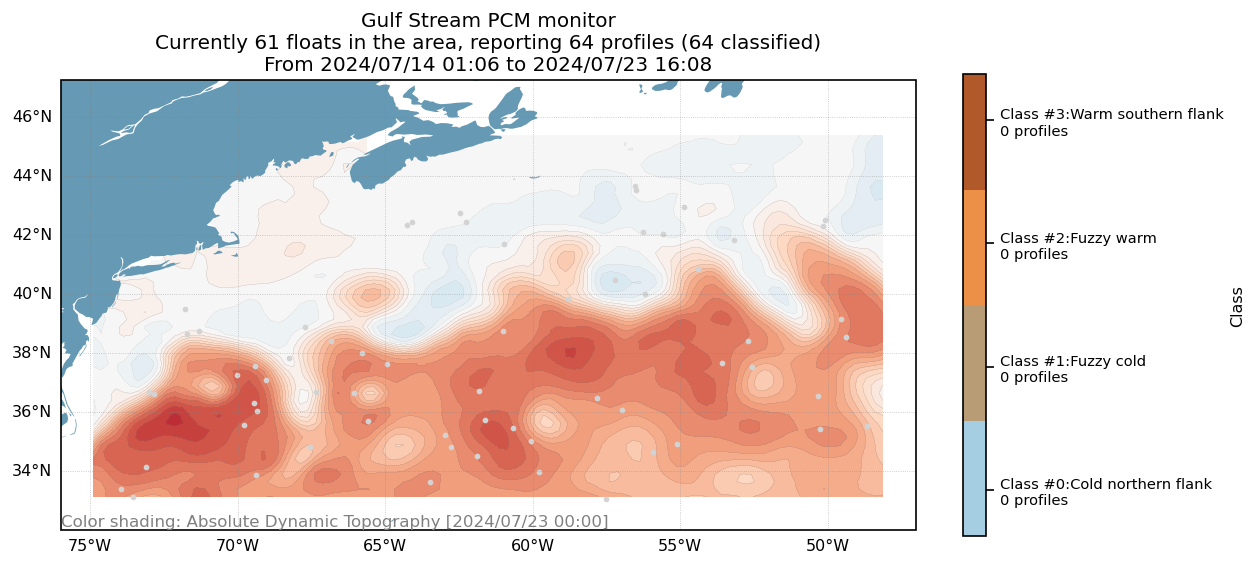 Gulf Stream PCM monitor
Currently 61 floats in the area, reporting 64 profiles (64 classified)
From 2024/07/14 01:06 to 2024/07/23 16:08
46°N
44°N
42°N
40°N
38°N
36°N
34°N
Color shading: Absolute Dynamic Topography [2024/07/23 00:00]
75°W
70°W
65°W
60°W
55°W
50°W
Class #3:Warm southern flank
0 profiles
Class #2:Fuzzy warm
0 profiles
Class #1:Fuzzy cold
0 profiles
Class #0:Cold northern flank
0 profiles
Class